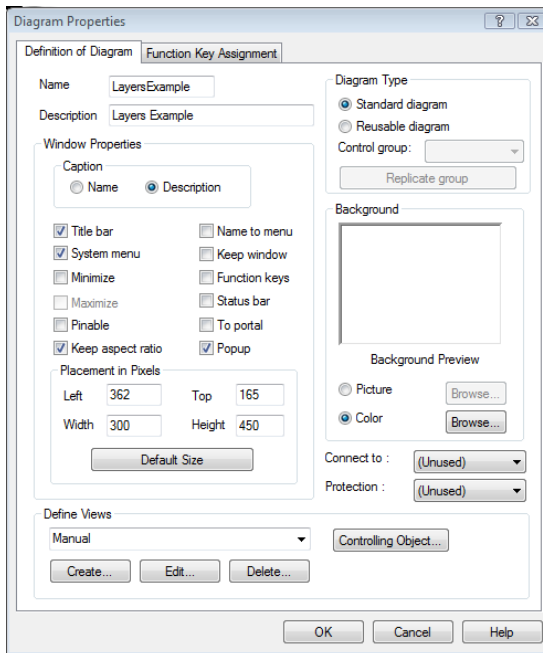 Diagram Properties
Definition of Diagram
Function Key Assignment
Name
LayersExample
Description
Layers Example
Window Properties
Caption
Name
Description
Title bar
Name to menu
System menu
Keep window
Minimize
Function keys
Maximize
Status bar
Pinable
To portal
Keep aspect ratio
Popup
Placement in Pixels
Left
362
Top
165
Width
300
Height
450
Default Size
Diagram Type
Standard diagram
Reusable diagram
Control group:
Replicate group
Background
Background Preview
Picture
Browse...
Color
Browse...
Connect to :
(Unused)
Protection :
(Unused)
Define Views
Manual
Controlling Object...
Create...
Edit...
Delete...
OK
Cancel
Help